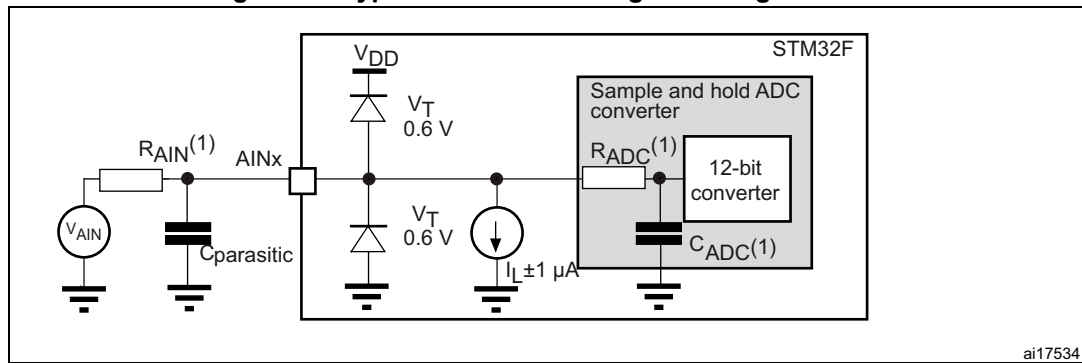 STM32F
VDD
Sample and hold ADC
converter
VT
0.6 V
RAIN(1)
AINx
RADC(1)
12-bit
converter
VAIN
Cparasitic
VT
0.6 V
IL±1 µA
CADC(1)
ai17534